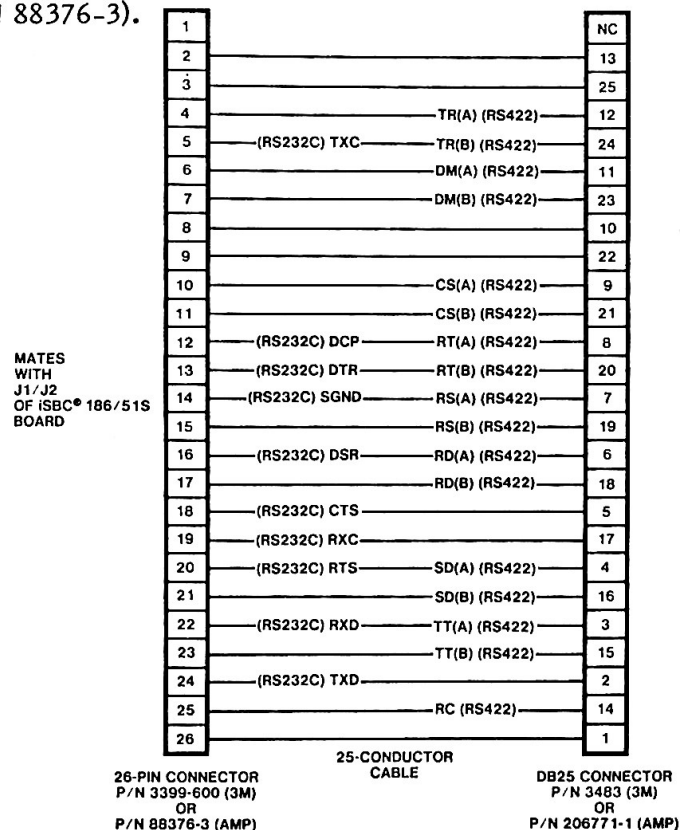 88376-3).
1 NC
2 13
3 25
4 TR(A) (RS422) 12
5 (RS232C) TXC TR(B) (RS422) 24
6 DM(A) (RS422) 11
7 DM(B) (RS422) 23
8 10
9 22
10 CS(A) (RS422) 9
11 CS(B) (RS422) 21
12 (RS232C) DCP RT(A) (RS422) 8
13 (RS232C) DTR RT(B) (RS422) 20
14 (RS232C) SGND RS(A) (RS422) 7
15 RS(B) (RS422) 19
16 (RS232C) DSR RD(A) (RS422) 6
17 RD(B) (RS422) 18
18 (RS232C) CTS 5
19 (RS232C) RXC 17
20 (RS232C) RTS SD(A) (RS422) 4
21 SD(B) (RS422) 16
22 (RS232C) RXD TT(A) (RS422) 3
23 TT(B) (RS422) 15
24 (RS232C) TXD 2
25 RC (RS422) 14
26 1
MATES
WITH
J1/J2
OF iSBC® 186/51S
BOARD
25-CONDUCTOR
CABLE
26-PIN CONNECTOR
P/N 3399-600 (3M)
OR
P/N 88376-3 (AMP)
DB25 CONNECTOR
P/N 3483 (3M)
OR
P/N 206771-1 (AMP)